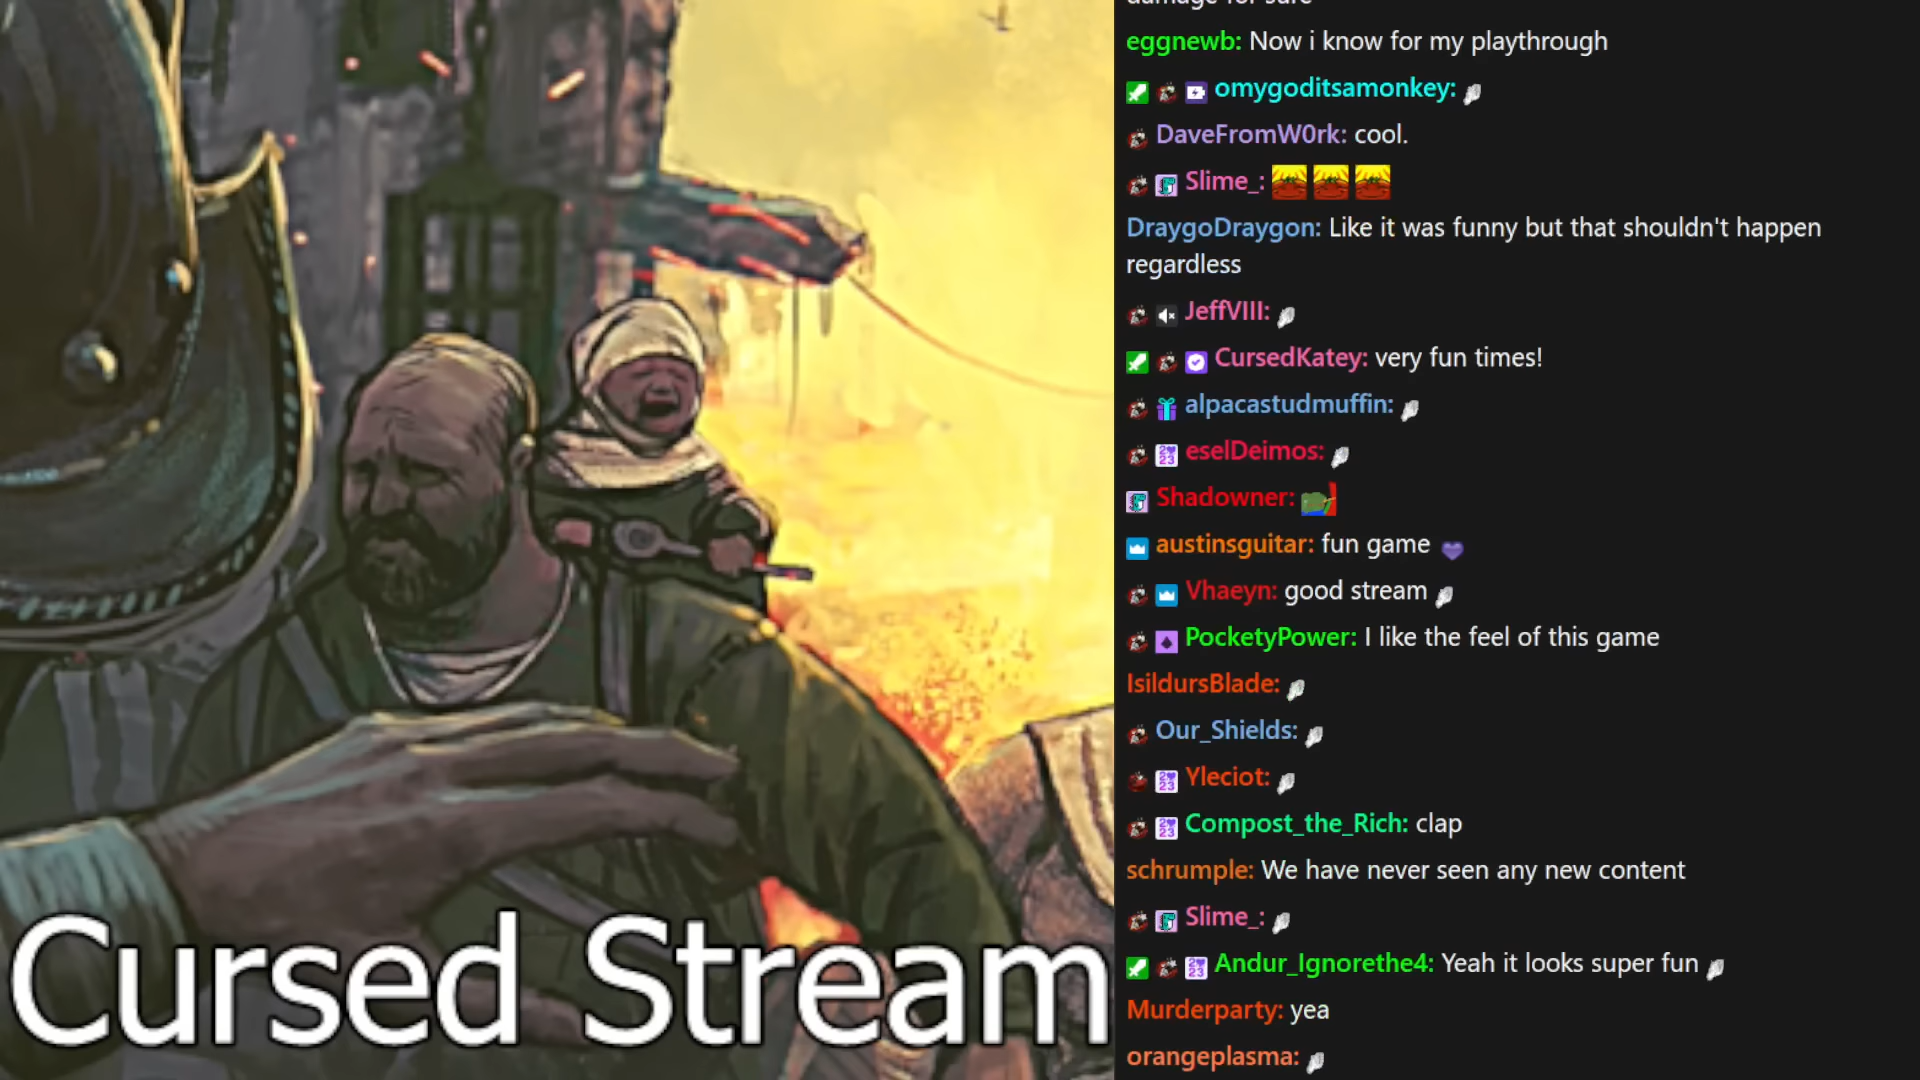 damage for sure
eggnewb: Now i know for my playthrough
omygoditsamonkey:
DaveFromW0rk: cool.
Slime_:
DraygoDraygon: Like it was funny but that shouldn't happen
regardless
JeffVIII:
CursedKatey: very fun times!
alpacastudmuffin:
eselDeimos:
Shadowner:
austinsguitar: fun game
Vhaeyn: good stream
PocketyPower: I like the feel of this game
IsildursBlade:
Our_Shields:
Yleciot:
Compost_the_Rich: clap
schrumple: We have never seen any new content
Slime_:
Andur_Ignorethe4: Yeah it looks super fun
Murderparty: yea
orangeplasma:
Cursed Stream